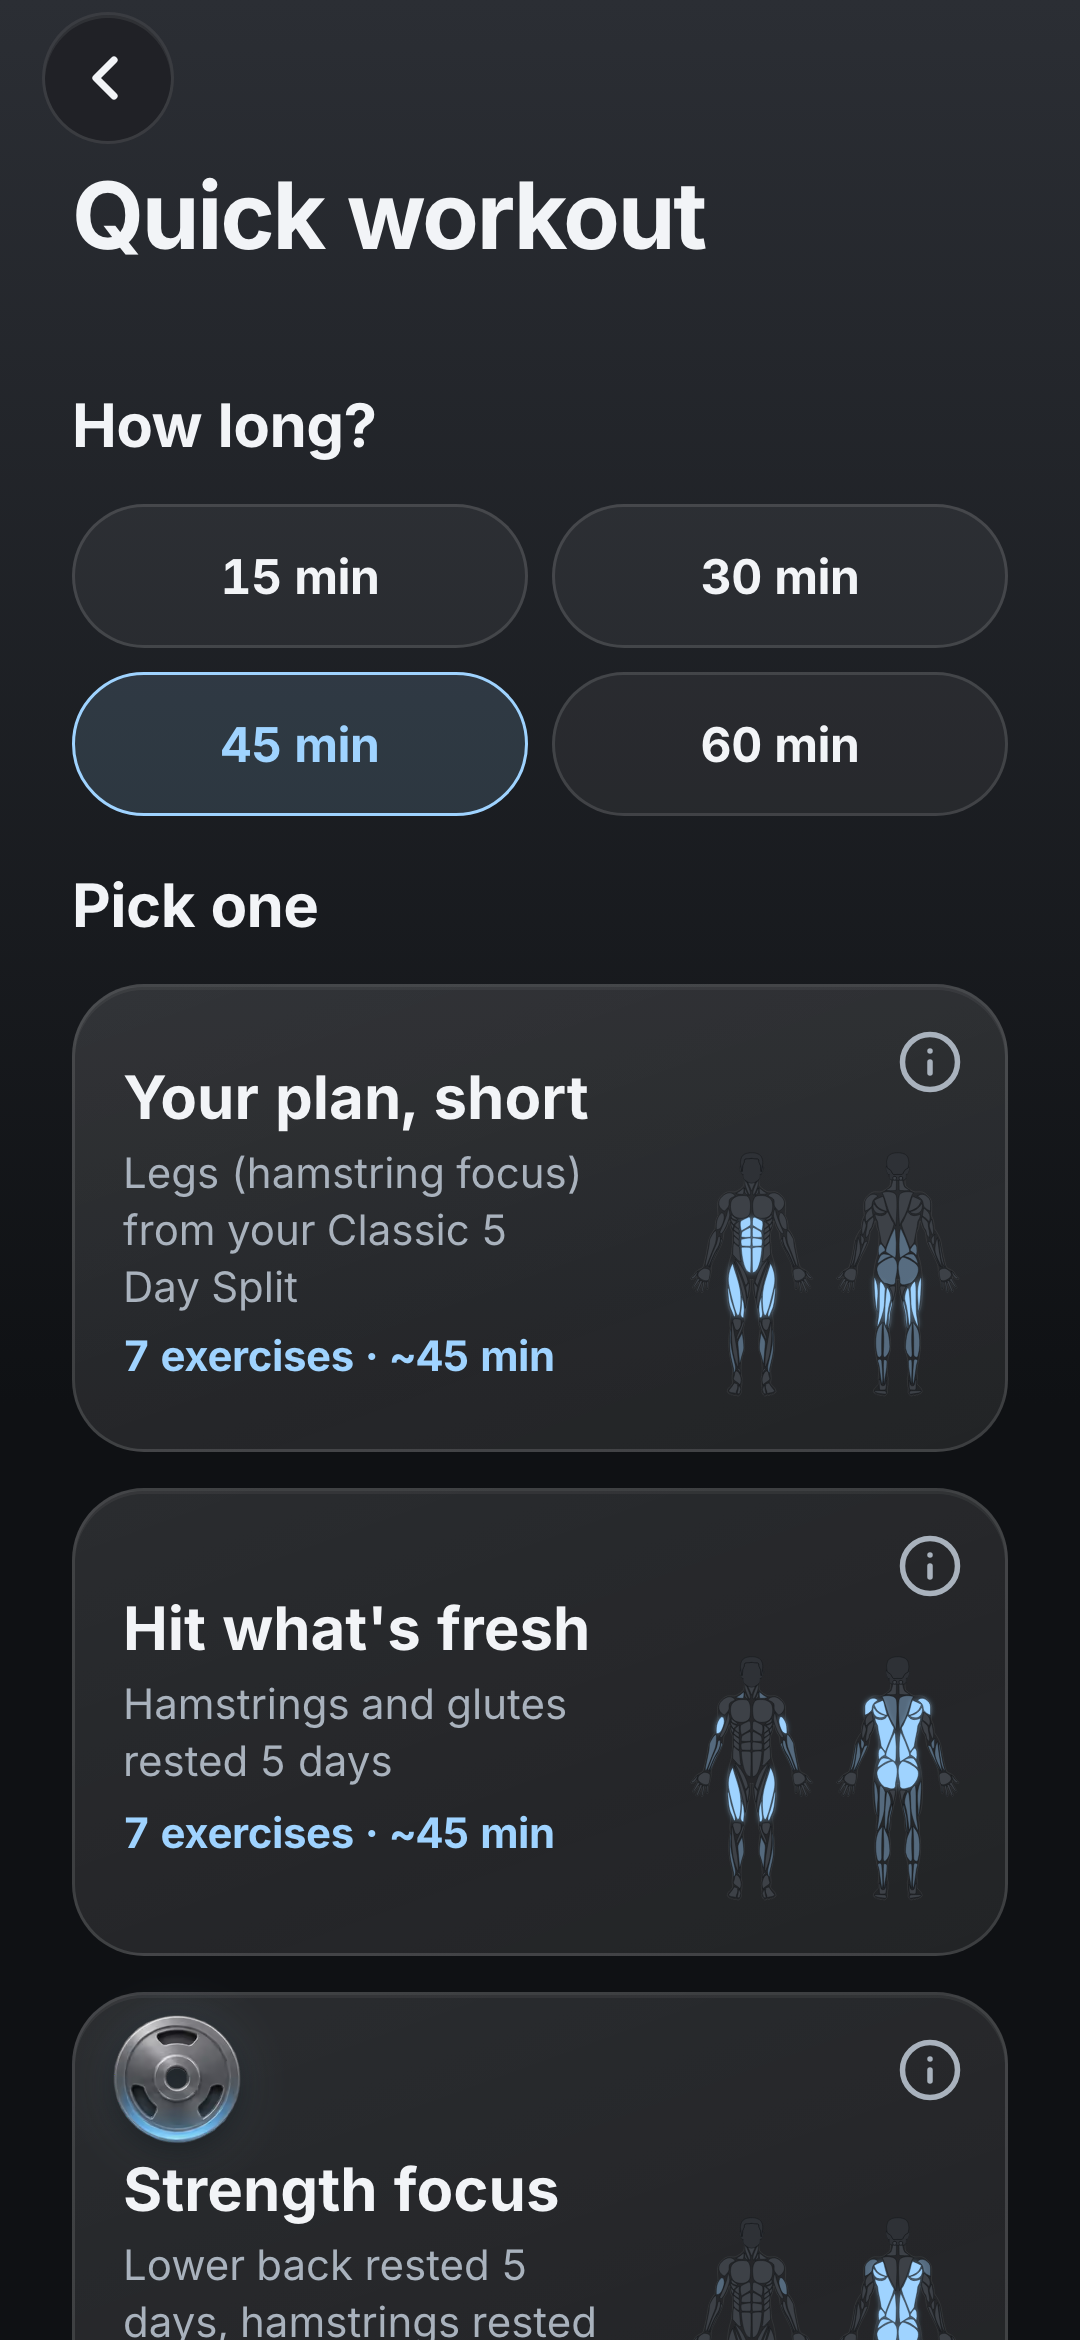 Quick workout
How long?
15 min
30 min
45 min
60 min
Pick one
Your plan, short
Legs (hamstring focus)
from your Classic 5
Day Split
7 exercises · ~45 min
Hit what's fresh
Hamstrings and glutes
rested 5 days
7 exercises · ~45 min
Strength focus
Lower back rested 5
days, hamstrings rested